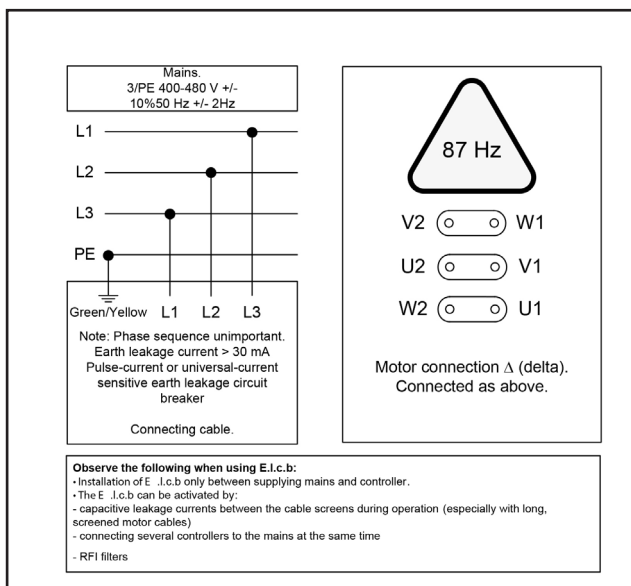 Mains.
3/PE 400-480 V +/-
10%50 Hz +/- 2Hz
L1
L2
L3
PE
Green/Yellow L1 L2 L3
Note: Phase sequence unimportant.
Earth leakage current > 30 mA
Pulse-current or universal-current
sensitive earth leakage circuit
breaker
Connecting cable.
87 Hz
V2 W1
U2 V1
W2 U1
Motor connection Δ (delta).
Connected as above.
Observe the following when using E.l.c.b:
• Installation of E .l.c.b only between supplying mains and controller.
• The E .l.c.b can be activated by:
- capacitive leakage currents between the cable screens during operation (especially with long,
screened motor cables)
- connecting several controllers to the mains at the same time
- RFI filters